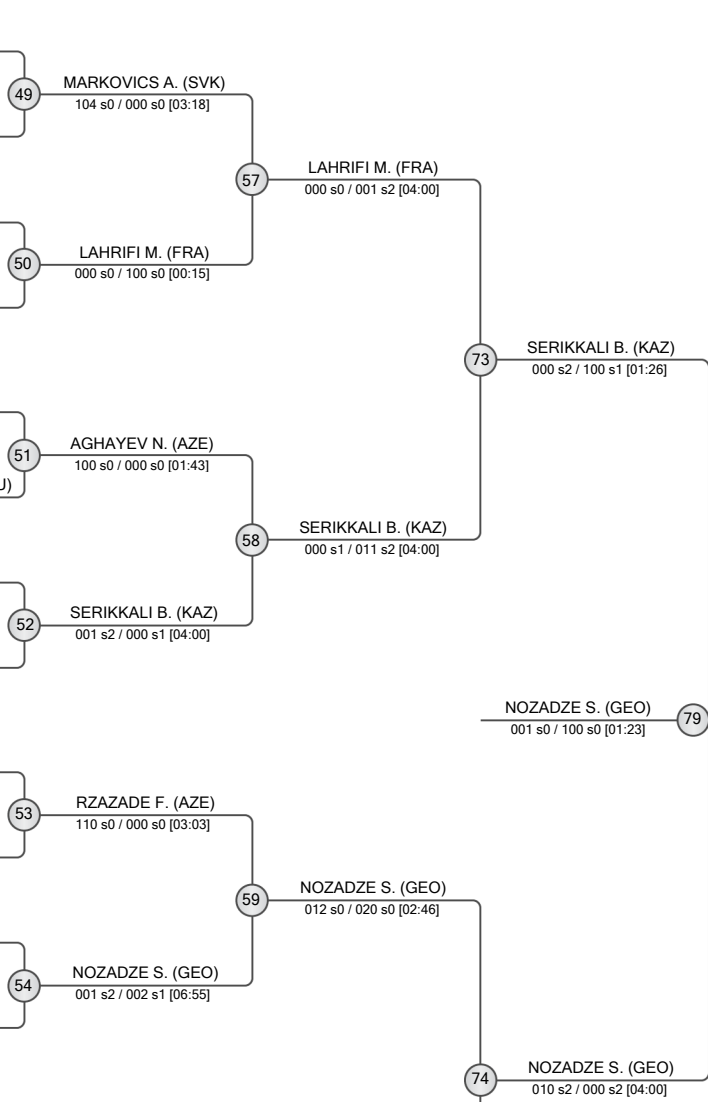 MARKOVICS A. (SVK)
49
104 s0 / 000 s0 [03:18]
LAHRIFI M. (FRA)
57
000 s0 / 001 s2 [04:00]
LAHRIFI M. (FRA)
50
000 s0 / 100 s0 [00:15]
SERIKKALI B. (KAZ)
73
000 s2 / 100 s1 [01:26]
AGHAYEV N. (AZE)
51
100 s0 / 000 s0 [01:43]
U)
SERIKKALI B. (KAZ)
58
000 s1 / 011 s2 [04:00]
SERIKKALI B. (KAZ)
52
001 s2 / 000 s1 [04:00]
NOZADZE S. (GEO)
79
001 s0 / 100 s0 [01:23]
RZAZADE F. (AZE)
53
110 s0 / 000 s0 [03:03]
NOZADZE S. (GEO)
59
012 s0 / 020 s0 [02:46]
NOZADZE S. (GEO)
54
001 s2 / 002 s1 [06:55]
NOZADZE S. (GEO)
74
010 s2 / 000 s2 [04:00]